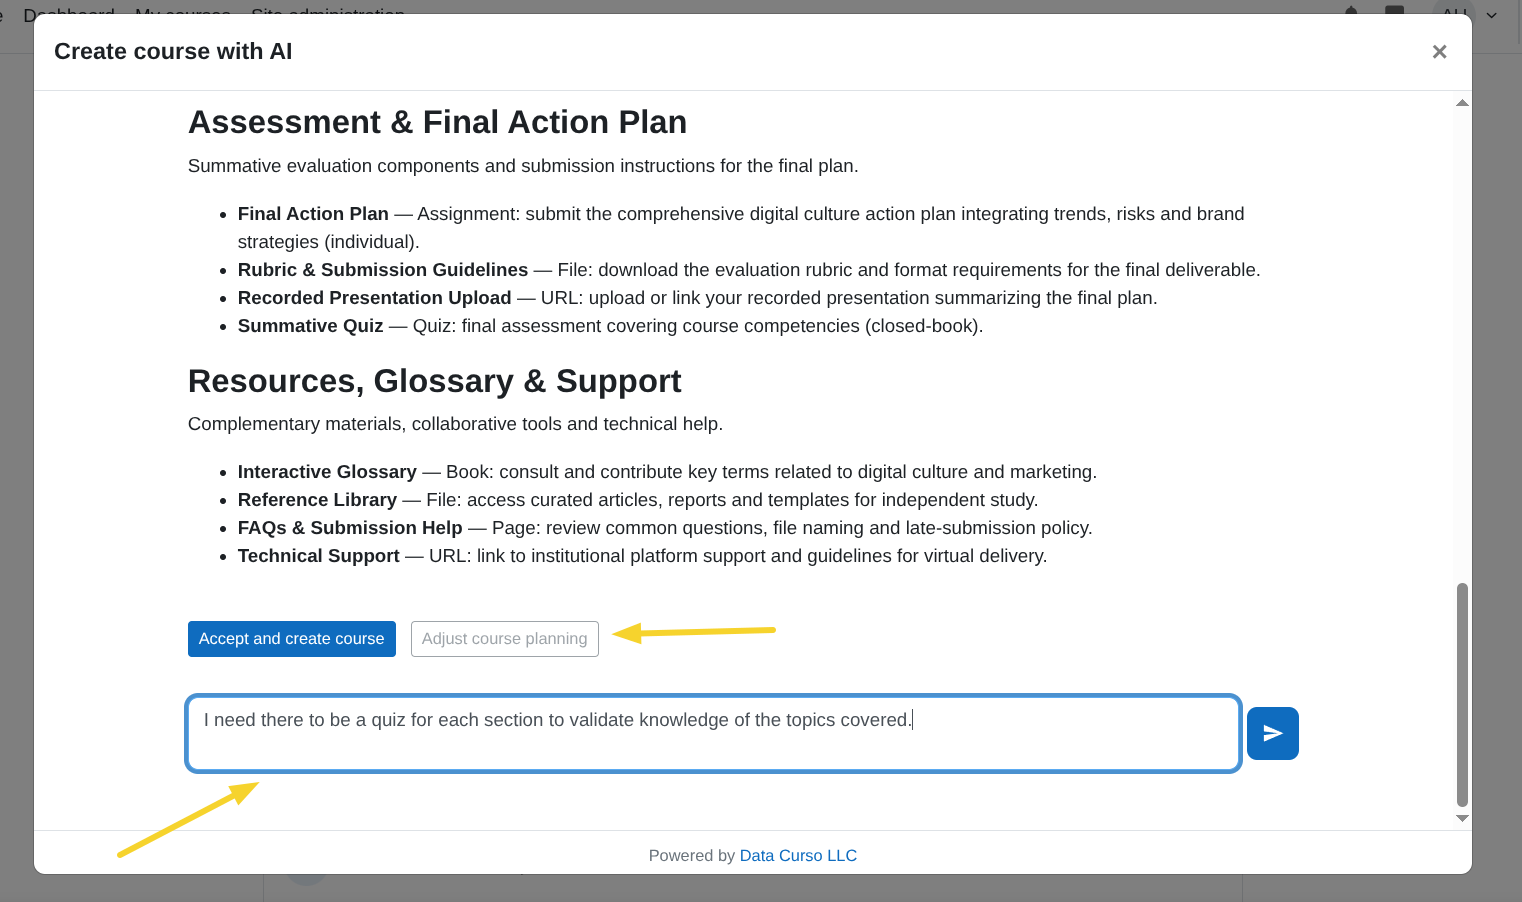 Dashboard My courses Site administration
AU
Create course with AI
Assessment & Final Action Plan
Summative evaluation components and submission instructions for the final plan.
Final Action Plan — Assignment: submit the comprehensive digital culture action plan integrating trends, risks and brand
strategies (individual).
Rubric & Submission Guidelines — File: download the evaluation rubric and format requirements for the final deliverable.
Recorded Presentation Upload — URL: upload or link your recorded presentation summarizing the final plan.
Summative Quiz — Quiz: final assessment covering course competencies (closed-book).
Resources, Glossary & Support
Complementary materials, collaborative tools and technical help.
Interactive Glossary — Book: consult and contribute key terms related to digital culture and marketing.
Reference Library — File: access curated articles, reports and templates for independent study.
FAQs & Submission Help — Page: review common questions, file naming and late-submission policy.
Technical Support — URL: link to institutional platform support and guidelines for virtual delivery.
Accept and create course
Adjust course planning
I need there to be a quiz for each section to validate knowledge of the topics covered.
Powered by Data Curso LLC